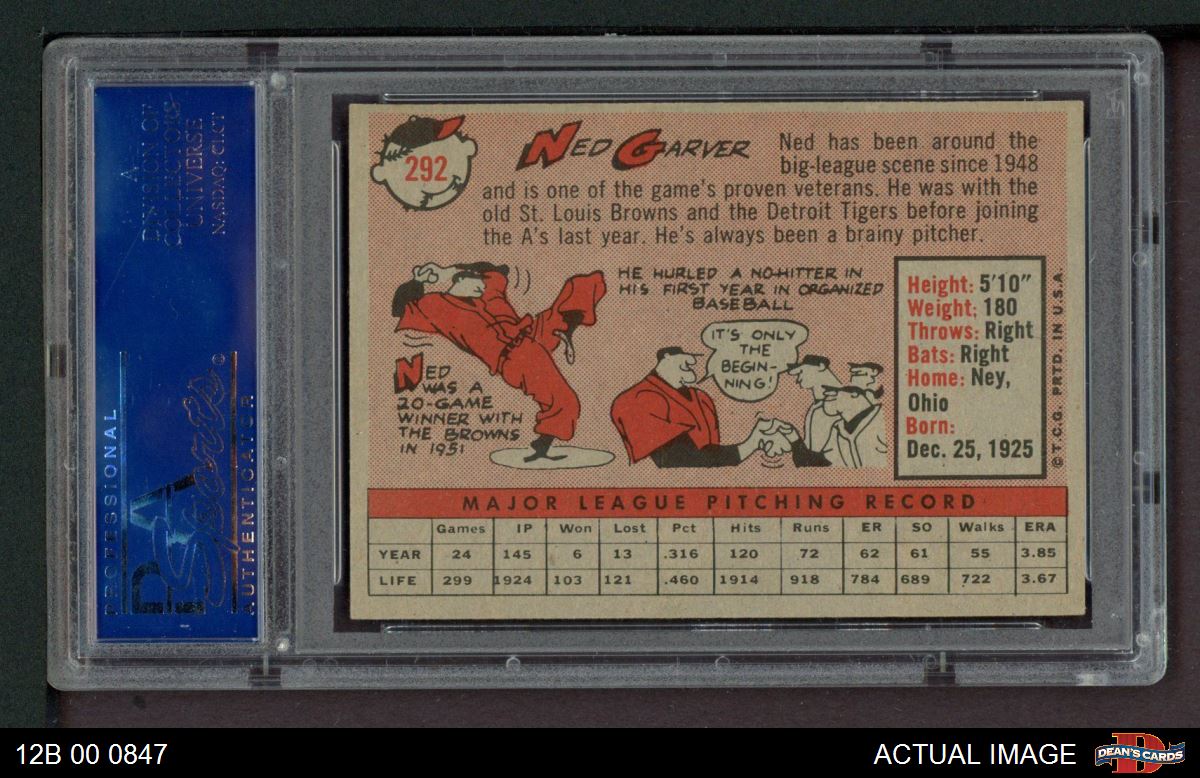 A
DIVISION OF
COLLECTORS
UNIVERSE
NASDAQ: CLCT
PROFESSIONAL
PSA
Sports®
AUTHENTICATOR
292
NED GARVER
Ned has been around the
big-league scene since 1948
and is one of the game's proven veterans. He was with the
old St. Louis Browns and the Detroit Tigers before joining
the A's last year. He's always been a brainy pitcher.
HE HURLED A NO-HITTER IN
HIS FIRST YEAR IN ORGANIZED
BASEBALL
IT'S ONLY
THE
BEGIN-
NING!
NED
WAS A
20-GAME
WINNER WITH
THE BROWNS
IN 1951
Height: 5'10"
Weight: 180
Throws: Right
Bats: Right
Home: Ney,
Ohio
Born:
Dec. 25, 1925
© T.C.G. PRTD. IN U.S.A.
MAJOR LEAGUE PITCHING RECORD
Games IP Won Lost Pct Hits Runs ER SO Walks ERA
YEAR 24 145 6 13 .316 120 72 62 61 55 3.85
LIFE 299 1924 103 121 .460 1914 918 784 689 722 3.67
12B 00 0847
ACTUAL IMAGE
DEAN'S CARDS